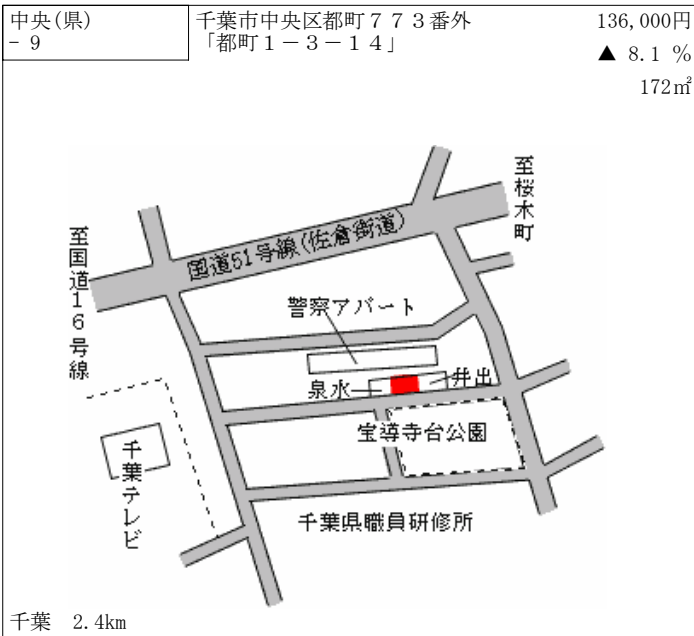 中央(県)
- 9
千葉市中央区都町７７３番外
「都町１－３－１４」
136,000円
▲ 8.1 %
172㎡
至桜木町
国道51号線(佐倉街道)
至国道16号線
警察アパート
泉水
井出
宝導寺台公園
千葉テレビ
千葉県職員研修所
千葉 2.4km